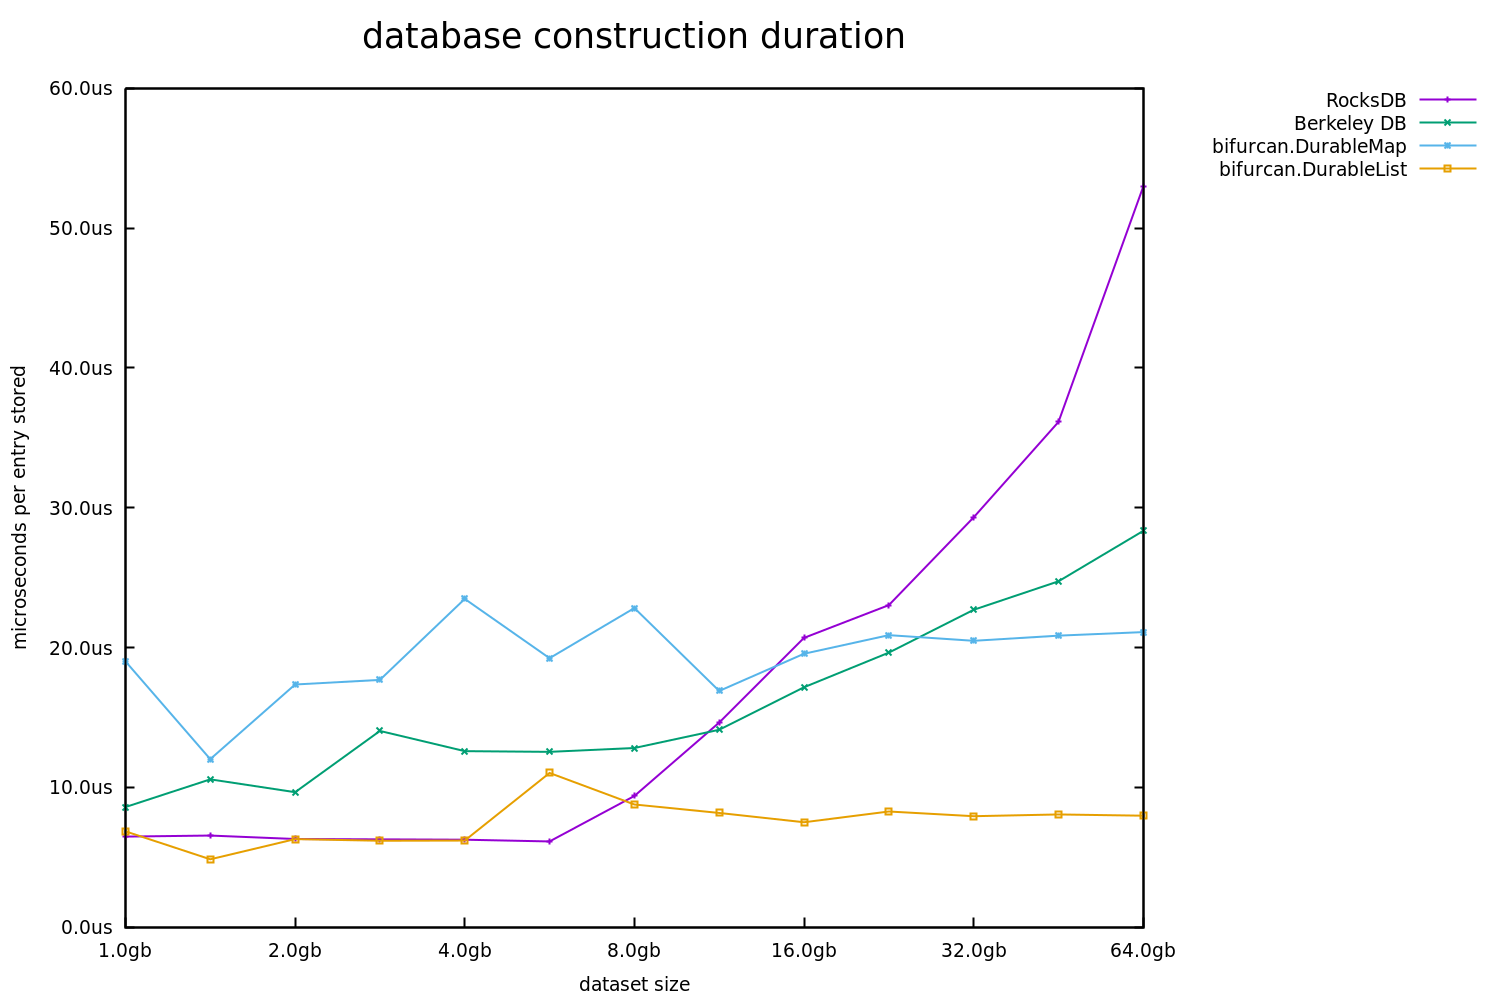 database construction duration
60.0us
50.0us
40.0us
30.0us
20.0us
10.0us
0.0us
microseconds per entry stored
1.0gb 2.0gb 4.0gb 8.0gb 16.0gb 32.0gb 64.0gb
dataset size
RocksDB
Berkeley DB
bifurcan.DurableMap
bifurcan.DurableList